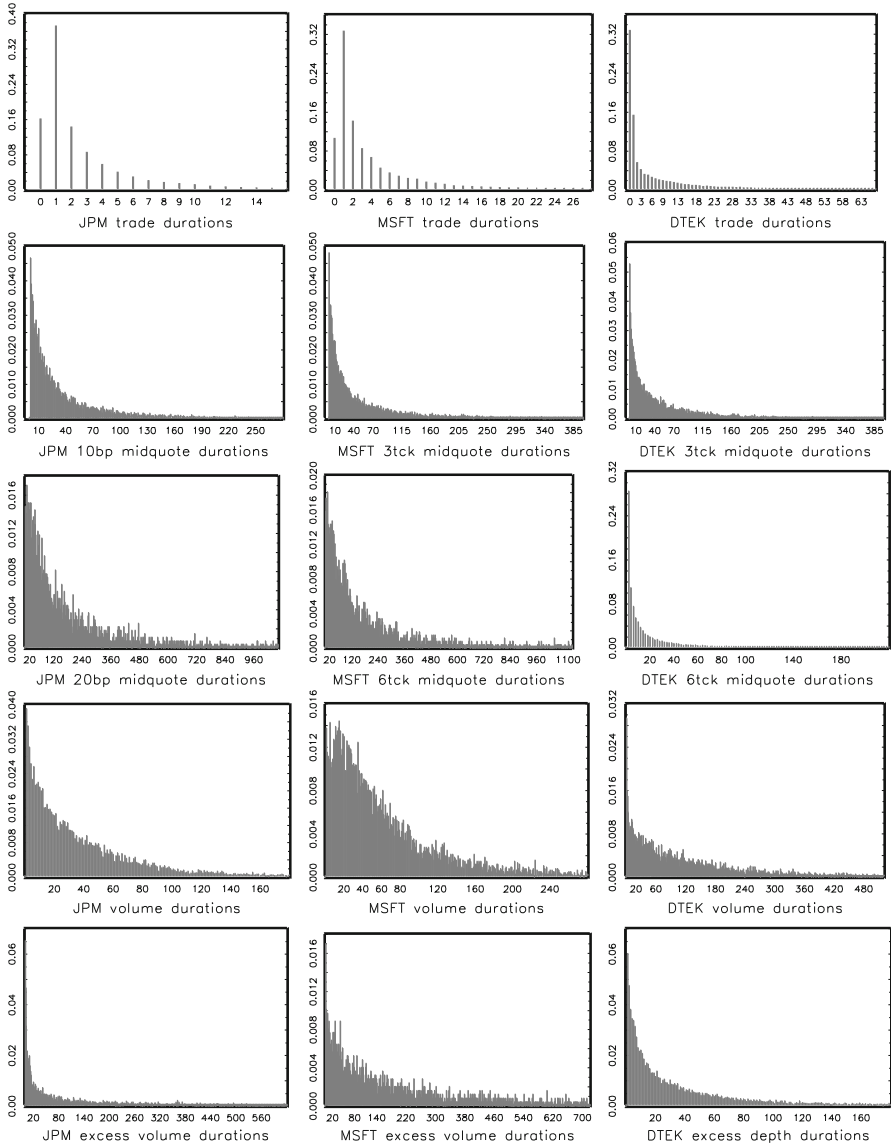 0.00 0.08 0.16 0.24 0.32 0.40
0 1 2 3 4 5 6 7 8 9 10 12 14
JPM trade durations
0.00 0.08 0.16 0.24 0.32
0 2 4 6 8 10 12 14 16 18 20 22 24 26
MSFT trade durations
0.00 0.08 0.16 0.24 0.32
0 3 6 9 13 18 23 28 33 38 43 48 53 58 63
DTEK trade durations
0.000 0.010 0.020 0.030 0.040 0.050
10 40 70 100 130 160 190 220 250
JPM 10bp midquote durations
0.000 0.010 0.020 0.030 0.040 0.050
10 40 70 115 160 205 250 295 340 385
MSFT 3tck midquote durations
0.00 0.01 0.02 0.03 0.04 0.05 0.06
10 40 70 115 160 205 250 295 340 385
DTEK 3tck midquote durations
0.000 0.004 0.008 0.012 0.016
20 120 240 360 480 600 720 840 960
JPM 20bp midquote durations
0.000 0.004 0.008 0.012 0.016 0.020
20 120 240 360 480 600 720 840 960 1100
MSFT 6tck midquote durations
0.00 0.08 0.16 0.24 0.32
20 40 60 80 100 140 180
DTEK 6tck midquote durations
0.000 0.008 0.016 0.024 0.032 0.040
20 40 60 80 100 120 140 160
JPM volume durations
0.000 0.004 0.008 0.012 0.016
20 40 60 80 120 160 200 240
MSFT volume durations
0.000 0.008 0.016 0.024 0.032
20 60 120 180 240 300 360 420 480
DTEK volume durations
0.00 0.02 0.04 0.06
20 80 140 200 260 320 380 440 500 560
JPM excess volume durations
0.000 0.004 0.008 0.012 0.016
20 80 140 220 300 380 460 540 620 700
MSFT excess volume durations
0.00 0.02 0.04 0.06
20 40 60 80 100 120 140 160
DTEK excess depth durations